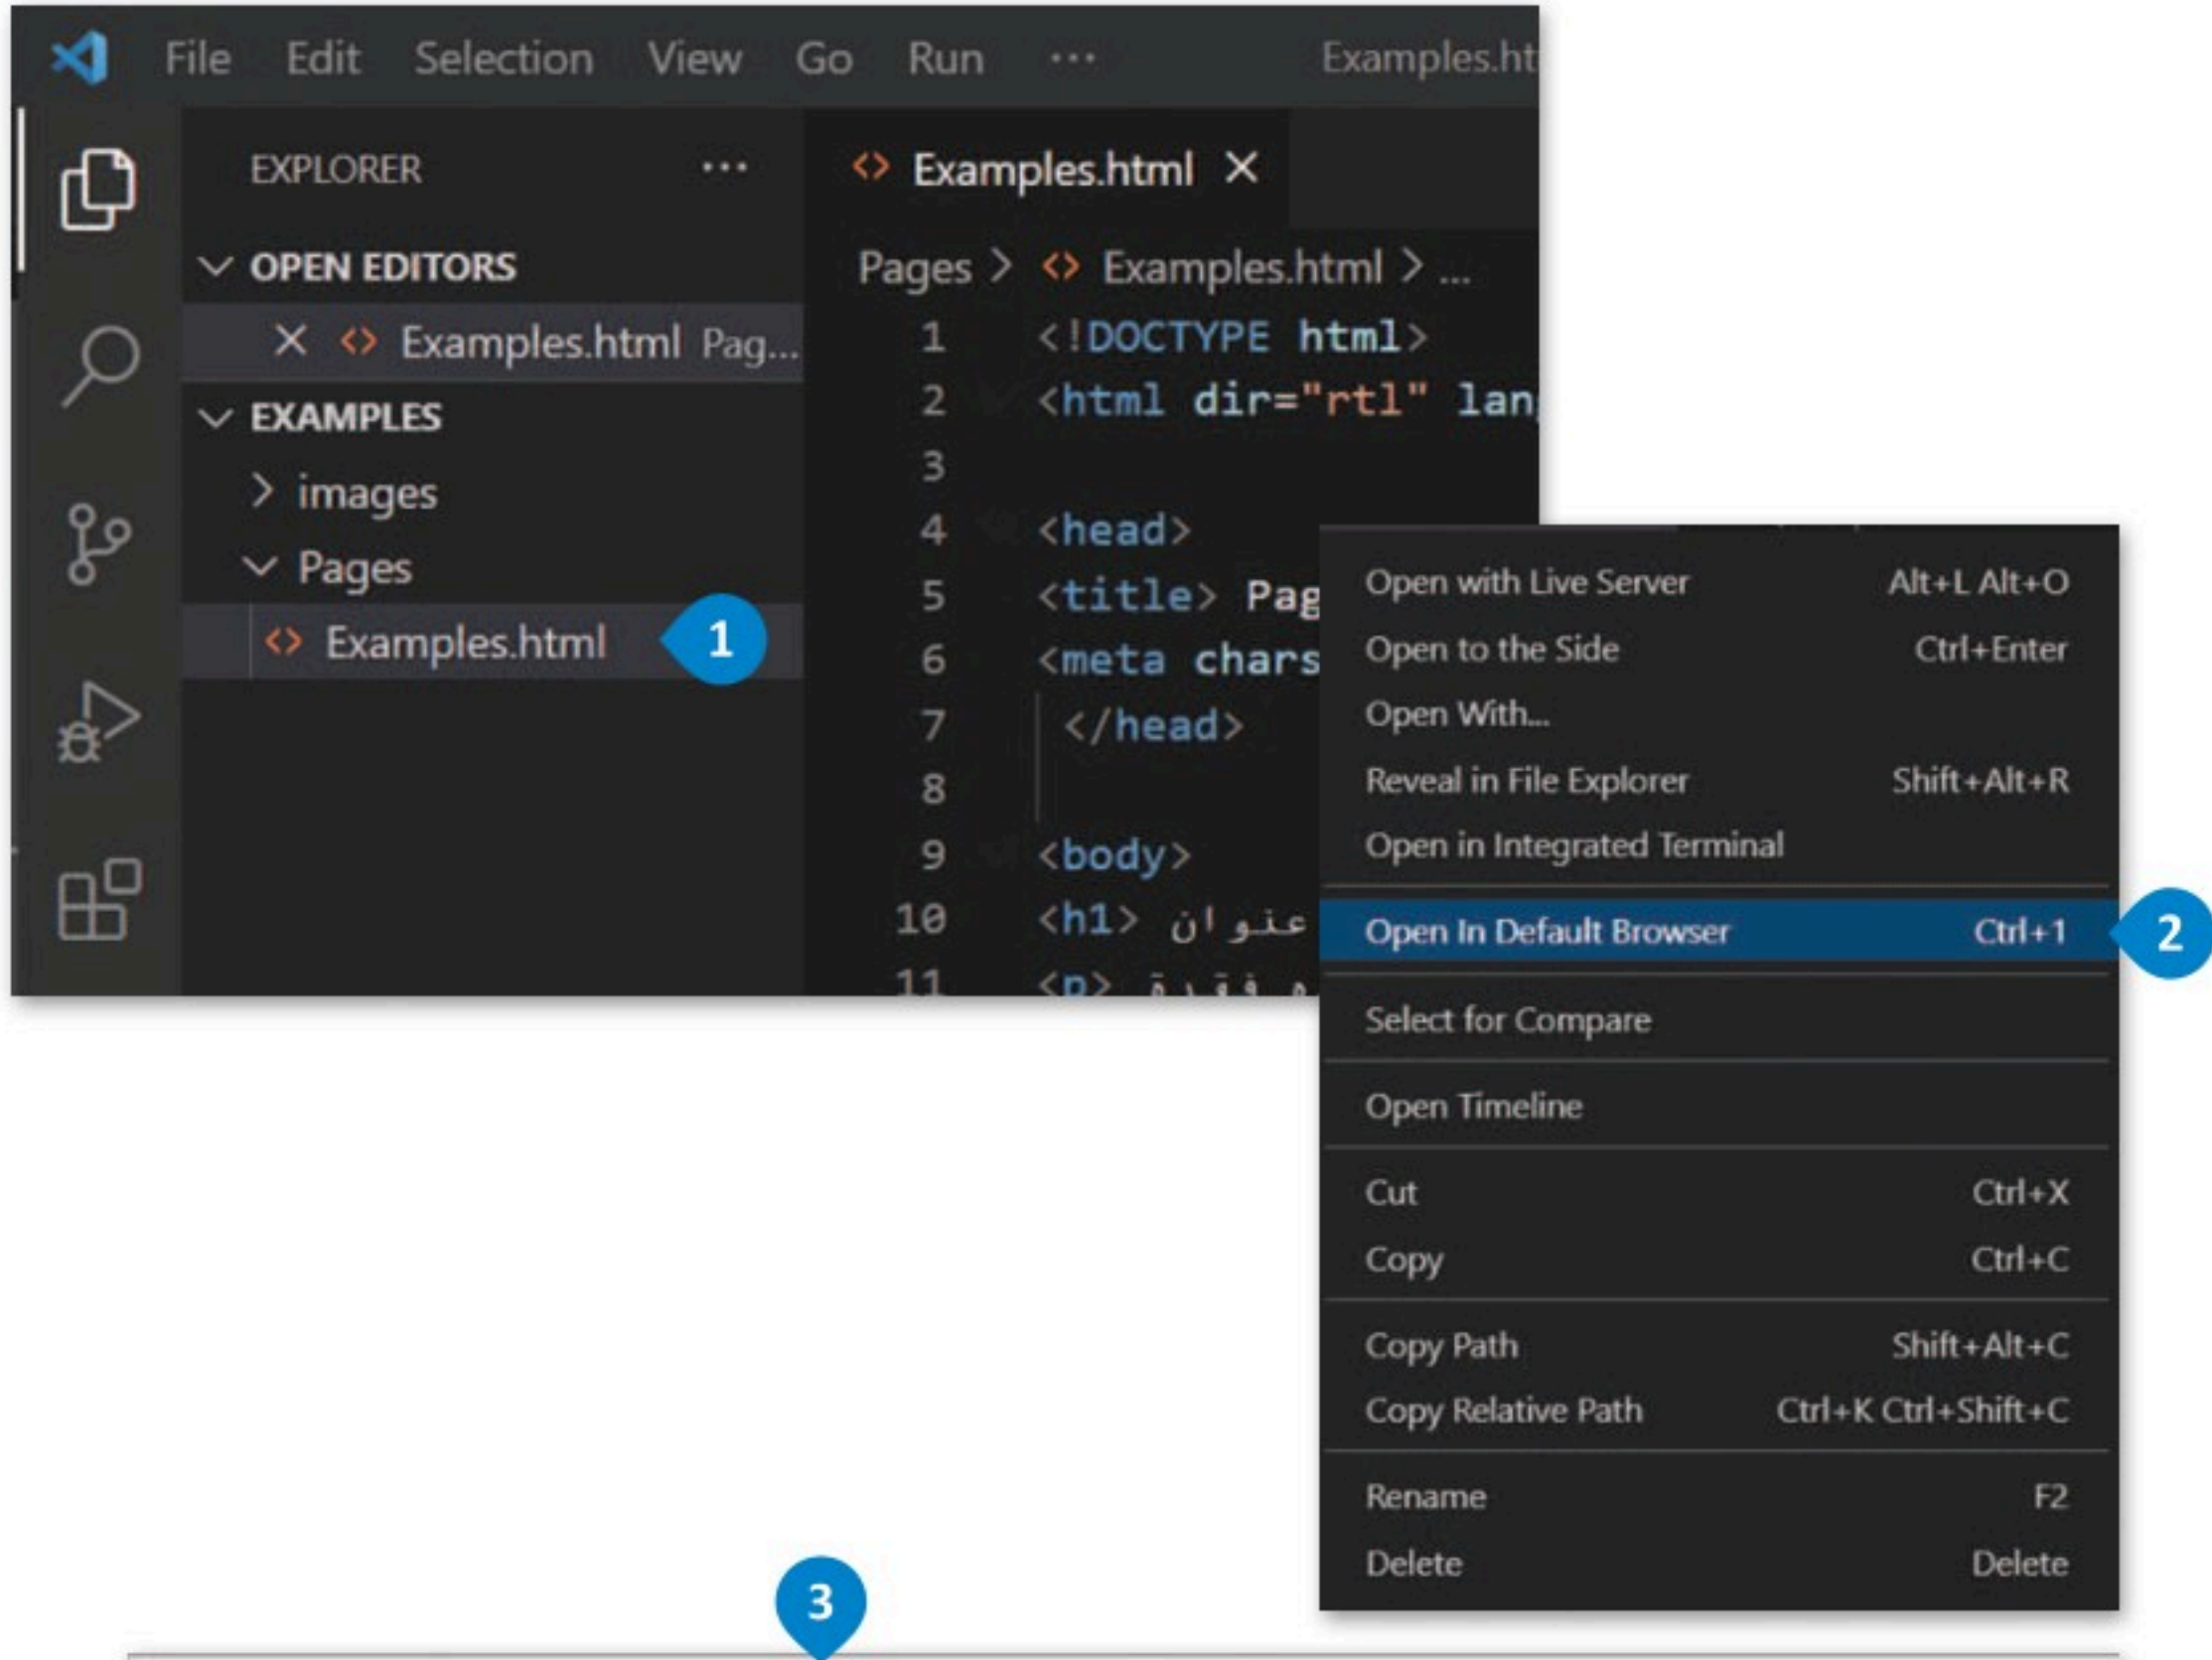 File Edit Selection View Go Run ··· Examples.ht
EXPLORER ···
OPEN EDITORS
Examples.html Pag...
EXAMPLES
images
Pages
Examples.html
1
Examples.html
Pages > Examples.html > ...
1 <!DOCTYPE html>
2 <html dir="rtl" lan
3
4 <head>
5 <title> Pag
6 <meta chars
7 </head>
8
9 <body>
10 <h1> عنوان
11 <p> ه فقرة
Open with Live Server Alt+L Alt+O
Open to the Side Ctrl+Enter
Open With...
Reveal in File Explorer Shift+Alt+R
Open in Integrated Terminal
Open In Default Browser Ctrl+1
2
Select for Compare
Open Timeline
Cut Ctrl+X
Copy Ctrl+C
Copy Path Shift+Alt+C
Copy Relative Path Ctrl+K Ctrl+Shift+C
Rename F2
Delete Delete
3